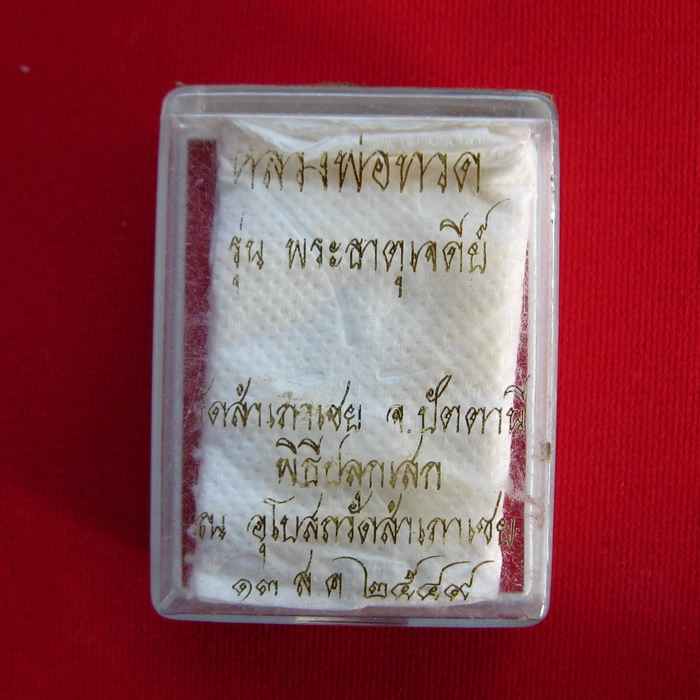 หลวงพ่อทวด
รุ่น พระธาตุเจดีย์
วัดสำเภาเชย จ.ปัตตานี
พิธีปลุกเสก
ณ อุโบสถวัดสำเภาเชย
๑๓ ส ค ๒๕๔๙